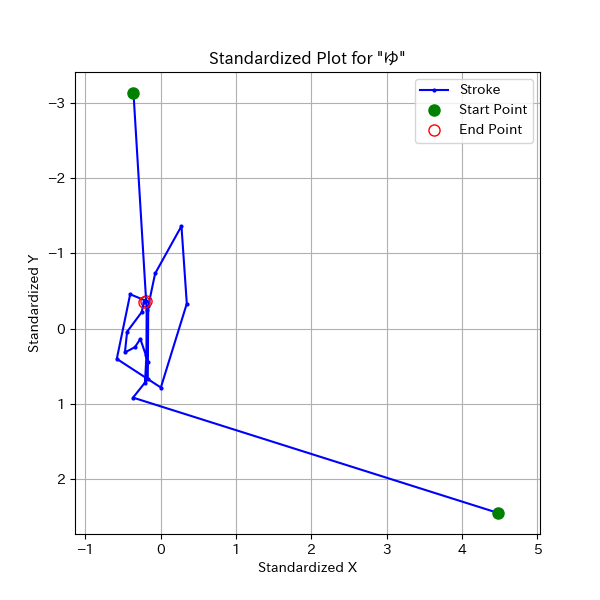 Standardized Plot for "ゆ"
Stroke
Start Point
End Point
−3
−2
−1
0
1
2
Standardized Y
−1 0 1 2 3 4 5
Standardized X